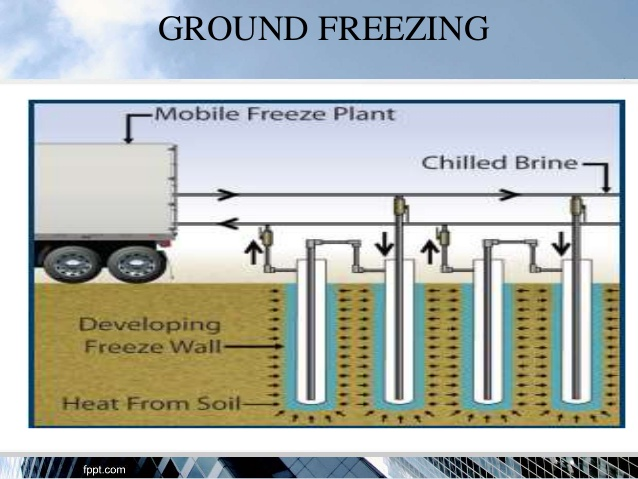 GROUND FREEZING
Mobile Freeze Plant
Chilled Brine
Developing
Freeze Wall
Heat From Soil
fppt.com